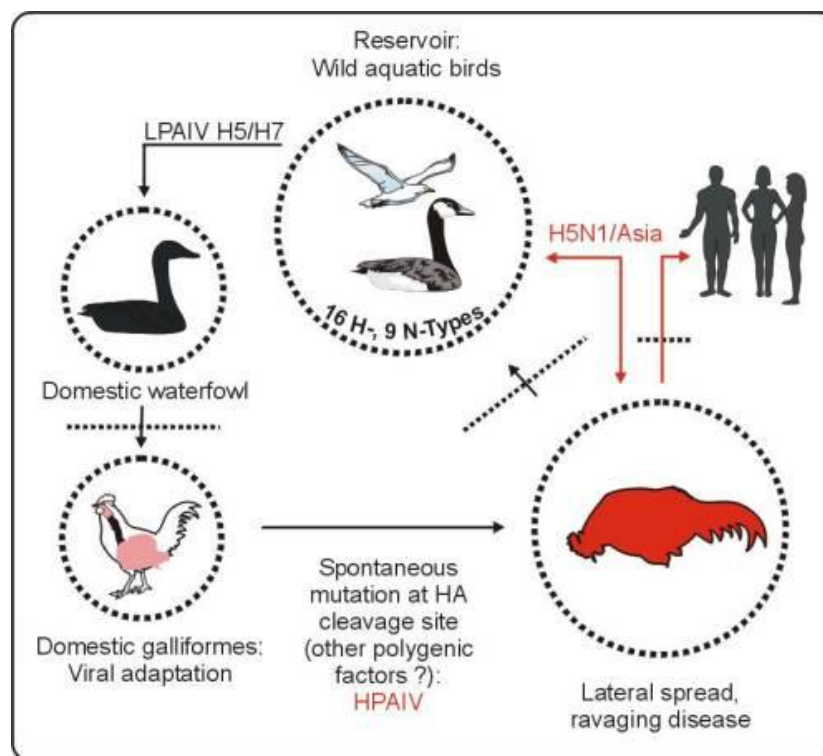 Reservoir:
Wild aquatic birds
LPAIV H5/H7
H5N1/Asia
16 H-, 9 N-Types
Domestic waterfowl
Domestic galliformes:
Viral adaptation
Spontaneous
mutation at HA
cleavage site
(other polygenic
factors ?):
HPAIV
Lateral spread,
ravaging disease